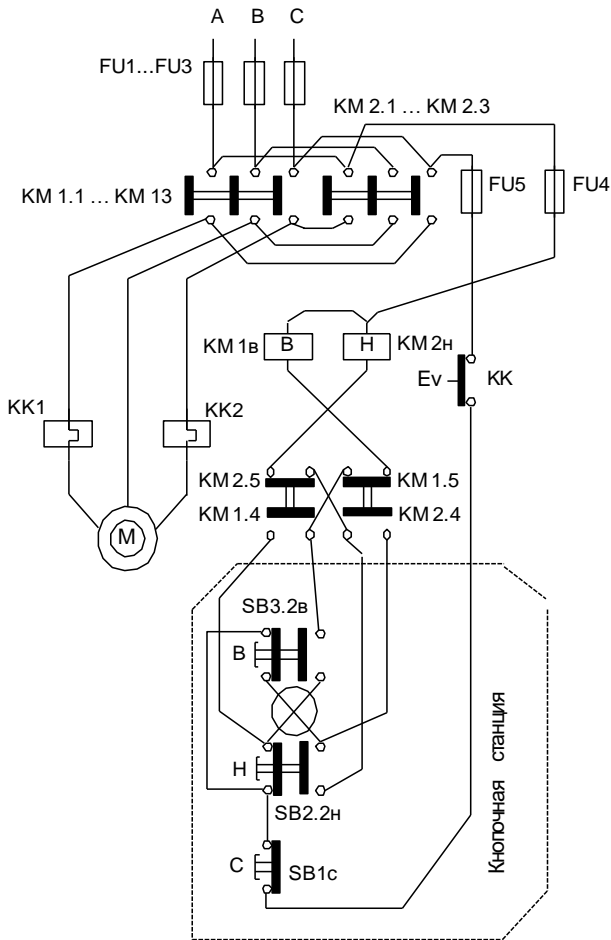 A B C
FU1...FU3
KM 2.1 ... KM 2.3
KM 1.1 ... KM 13
FU5
FU4
KM 1в
В
Н
KM 2н
Ev
KK
KK1
KK2
KM 2.5
KM 1.5
KM 1.4
KM 2.4
М
SB3.2в
В
Н
SB2.2н
С
SB1с
Кнопочная станция